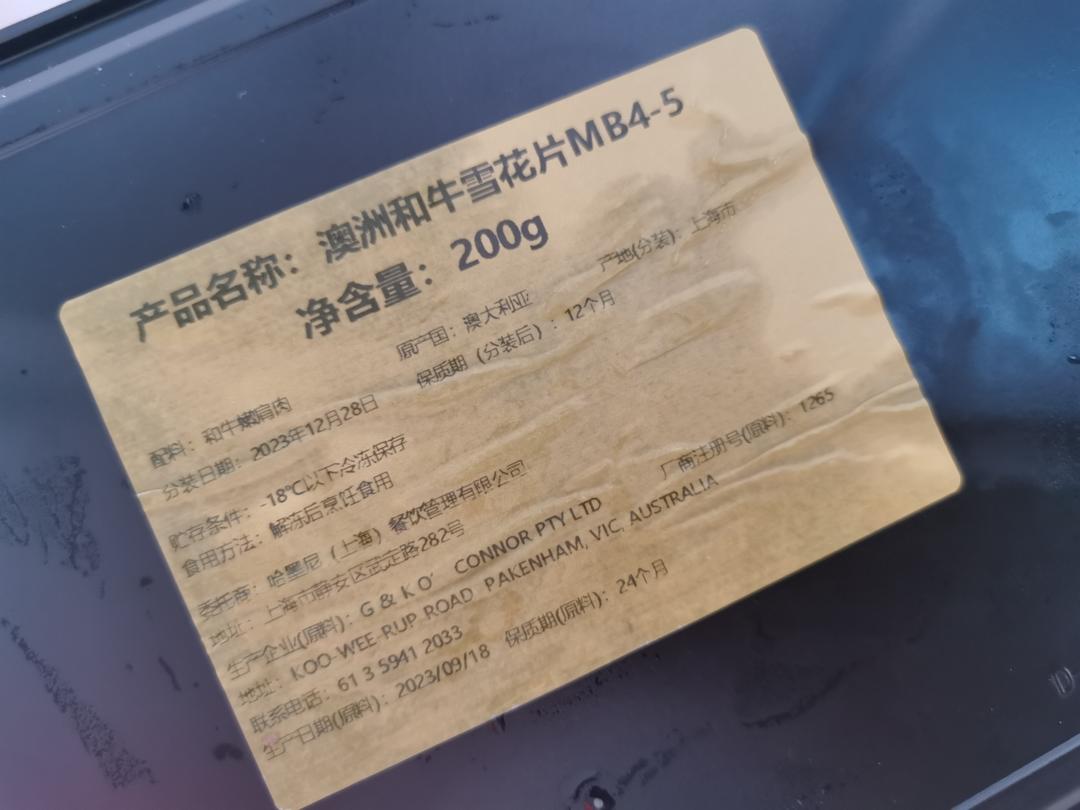 产品名称：澳洲和牛雪花片MB4-5
净含量：200g
配料：和牛嫩肩肉 原产国：澳大利亚 产地(分装)：上海市
分装日期：2023年12月28日 保质期（分装后）：12个月
贮存条件：-18℃以下冷冻保存
食用方法：解冻后烹饪食用
委托商：哈墨尼（上海）餐饮管理有限公司
地址：上海市静安区武定路282号
生产企业(原料)：G & K O' CONNOR PTY LTD 厂商注册号(原料)：1265
地址：KOO-WEE-RUP ROAD PAKENHAM, VIC, AUSTRALIA
联系电话：61 3 5941 2033
生产日期(原料)：2023/09/18 保质期(原料)：24个月